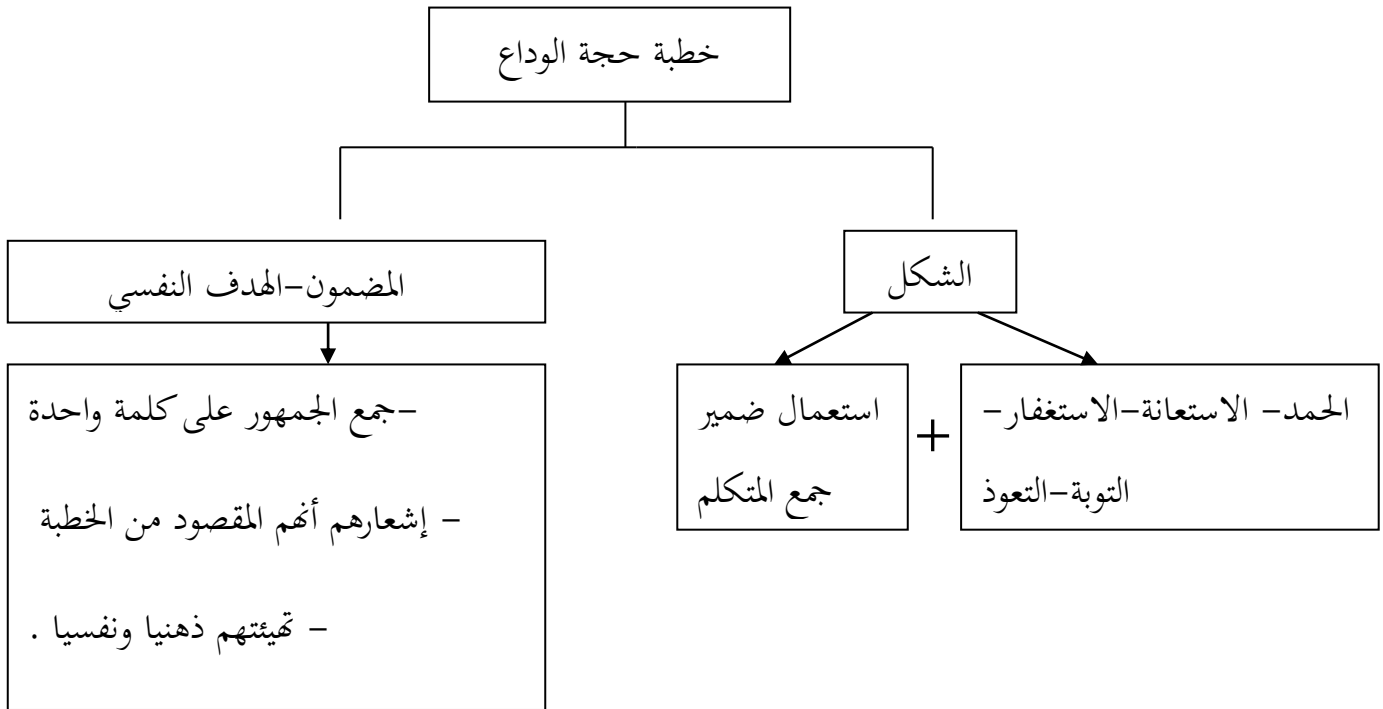 خطبة حجة الوداع
الشكل
المضمون-الهدف النفسي
الحمد- الاستعانة-الاستغفار-
التوبة-التعوذ
+
استعمال ضمير
جمع المتكلم
-جمع الجمهور على كلمة واحدة
- إشعارهم أنهم المقصود من الخطبة
- تهيئتهم ذهنيا ونفسيا .